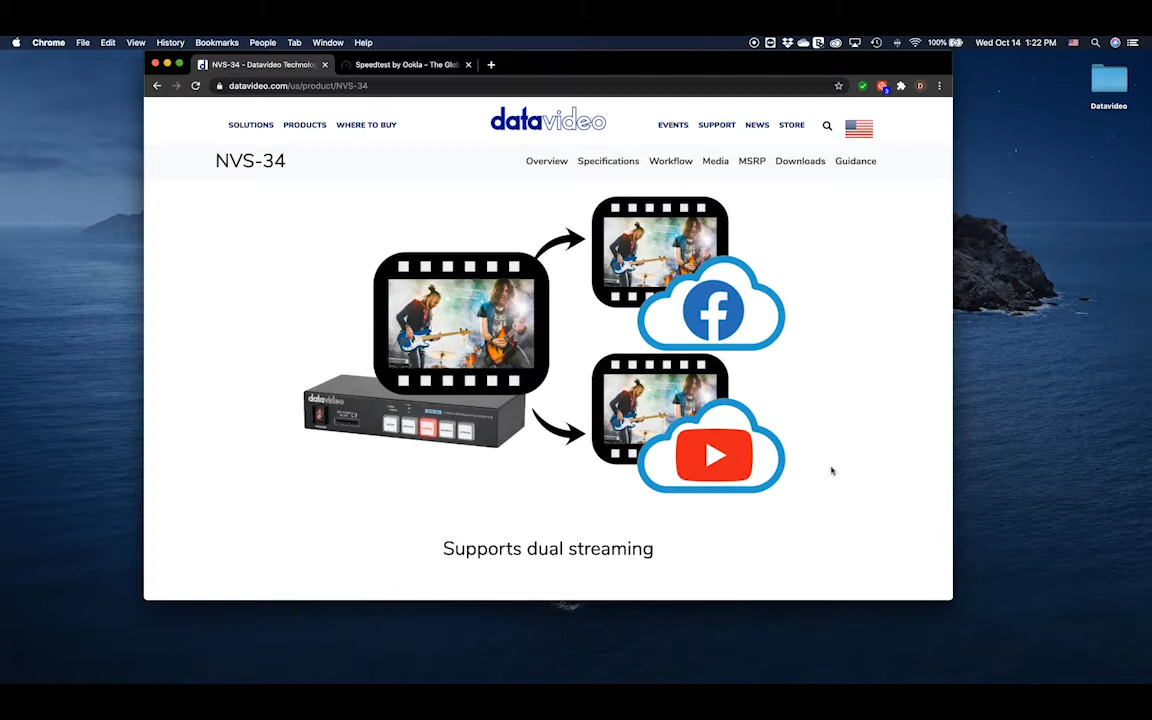 Chrome File Edit View History Bookmarks People Tab Window Help 100% Wed Oct 14 1:22 PM
NVS-34 - Datavideo Technolog Speedtest by Ookla - The Glob
datavideo.com/us/product/NVS-34
Datavideo
SOLUTIONS PRODUCTS WHERE TO BUY datavideo EVENTS SUPPORT NEWS STORE
NVS-34 Overview Specifications Workflow Media MSRP Downloads Guidance
datavideo
Supports dual streaming